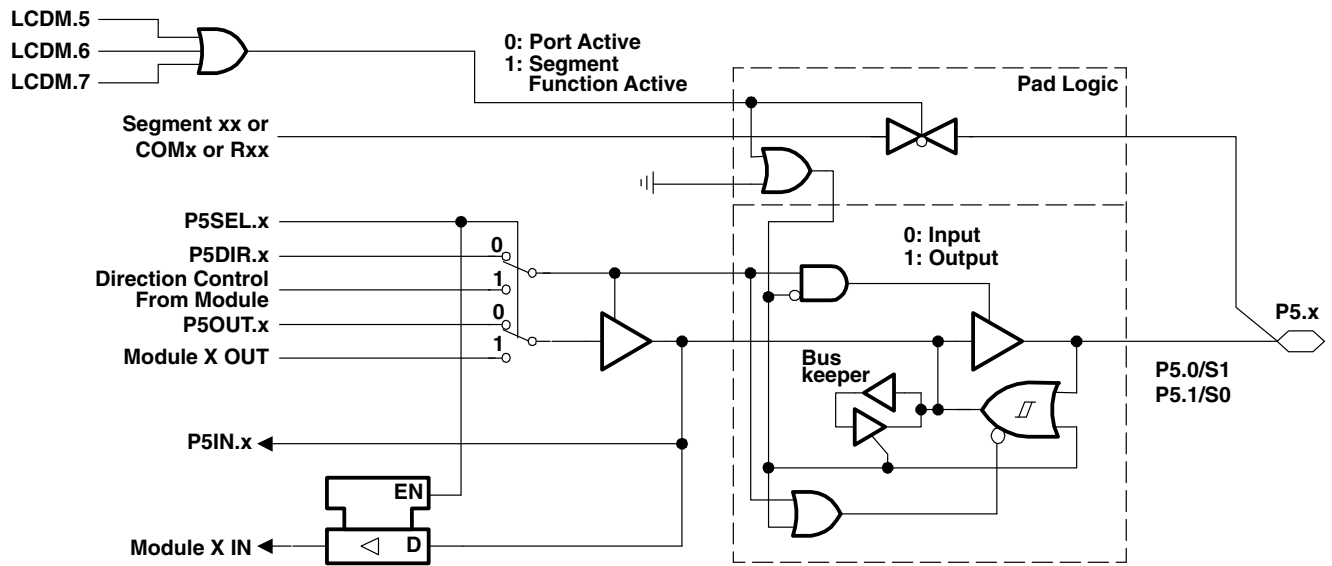 LCDM.5
LCDM.6
LCDM.7
0: Port Active
1: Segment
Function Active
Pad Logic
Segment xx or
COMx or Rxx
P5SEL.x
P5DIR.x
0
Direction Control
From Module
1
P5OUT.x
0
Module X OUT
1
0: Input
1: Output
Bus
keeper
P5.x
P5.0/S1
P5.1/S0
P5IN.x
EN
Module X IN
D